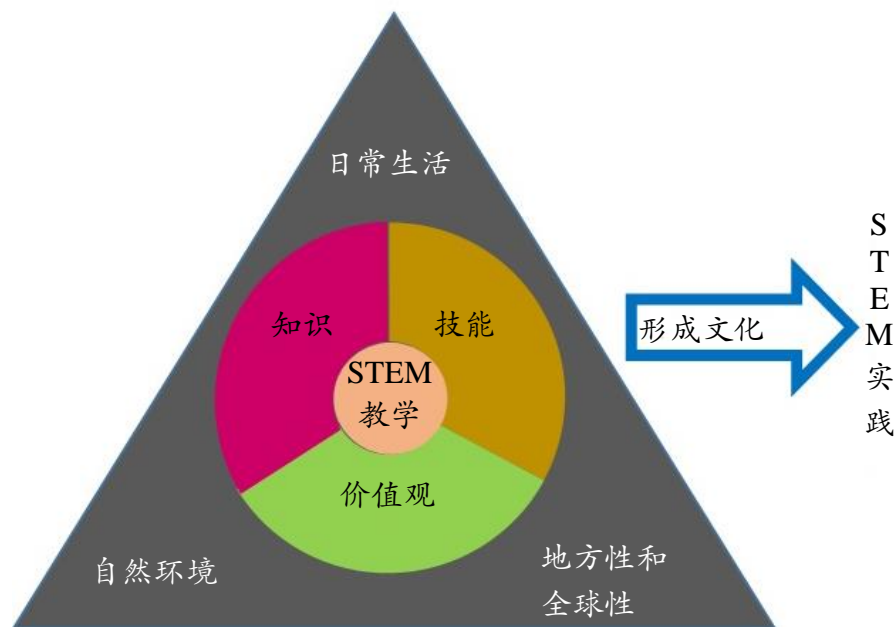 日常生活
知识
技能
STEM
教学
价值观
自然环境
地方性和
全球性
形成文化
S
T
E
M
实
践